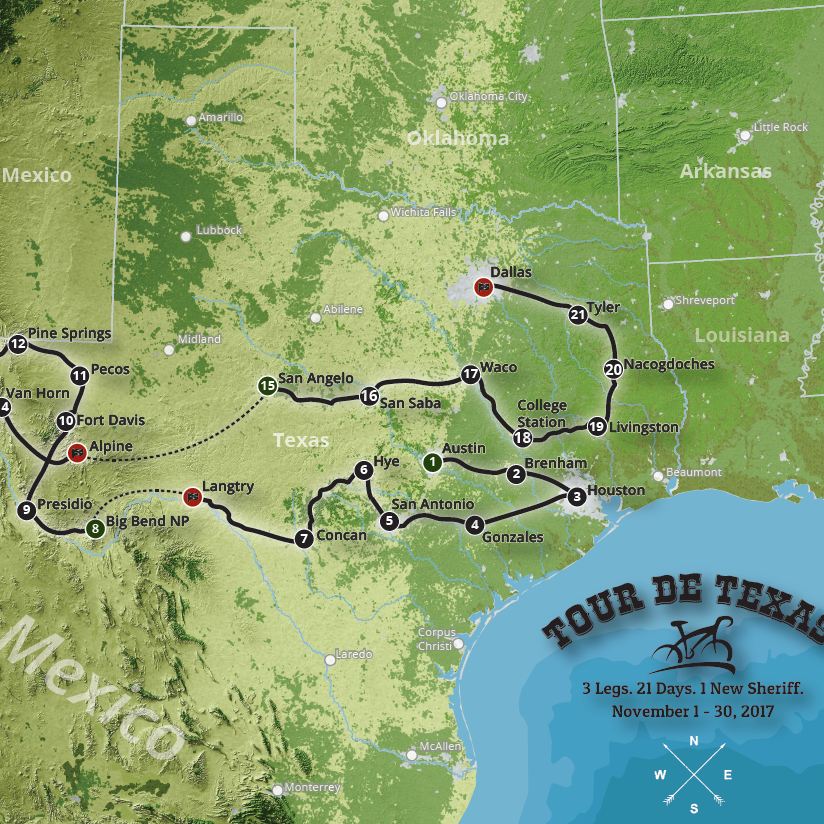 Amarillo
Oklahoma City
Oklahoma
Little Rock
Mexico
Arkansas
Wichita Falls
Lubbock
Dallas
Shreveport
21 Tyler
Abilene
Louisiana
12 Pine Springs
Midland
11 Pecos
20 Nacogdoches
17 Waco
15 San Angelo
Van Horn
4
16 San Saba
10 Fort Davis
College
Station
18
19 Livingston
Alpine
Texas
1 Austin
6 Hye
2 Brenham
Beaumont
Langtry
3 Houston
9 Presidio
8 Big Bend NP
San Antonio
5
4 Gonzales
7 Concan
TOUR DE TEXAS
Corpus
Christi
Mexico
Laredo
3 Legs. 21 Days. 1 New Sheriff.
November 1 - 30, 2017
McAllen
Monterrey
N
W E
S